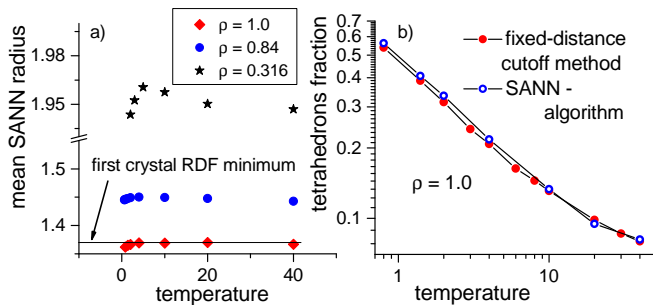 a)
ρ = 1.0
ρ = 0.84
ρ = 0.316
mean SANN radius
1.98
1.95
1.5
1.4
first crystal RDF minimum
0
20
40
temperature
b)
fixed-distance
cutoff method
SANN -
algorithm
tetrahedrons fraction
0.7
0.6
0.5
0.4
0.3
0.2
0.1
ρ = 1.0
1
10
temperature